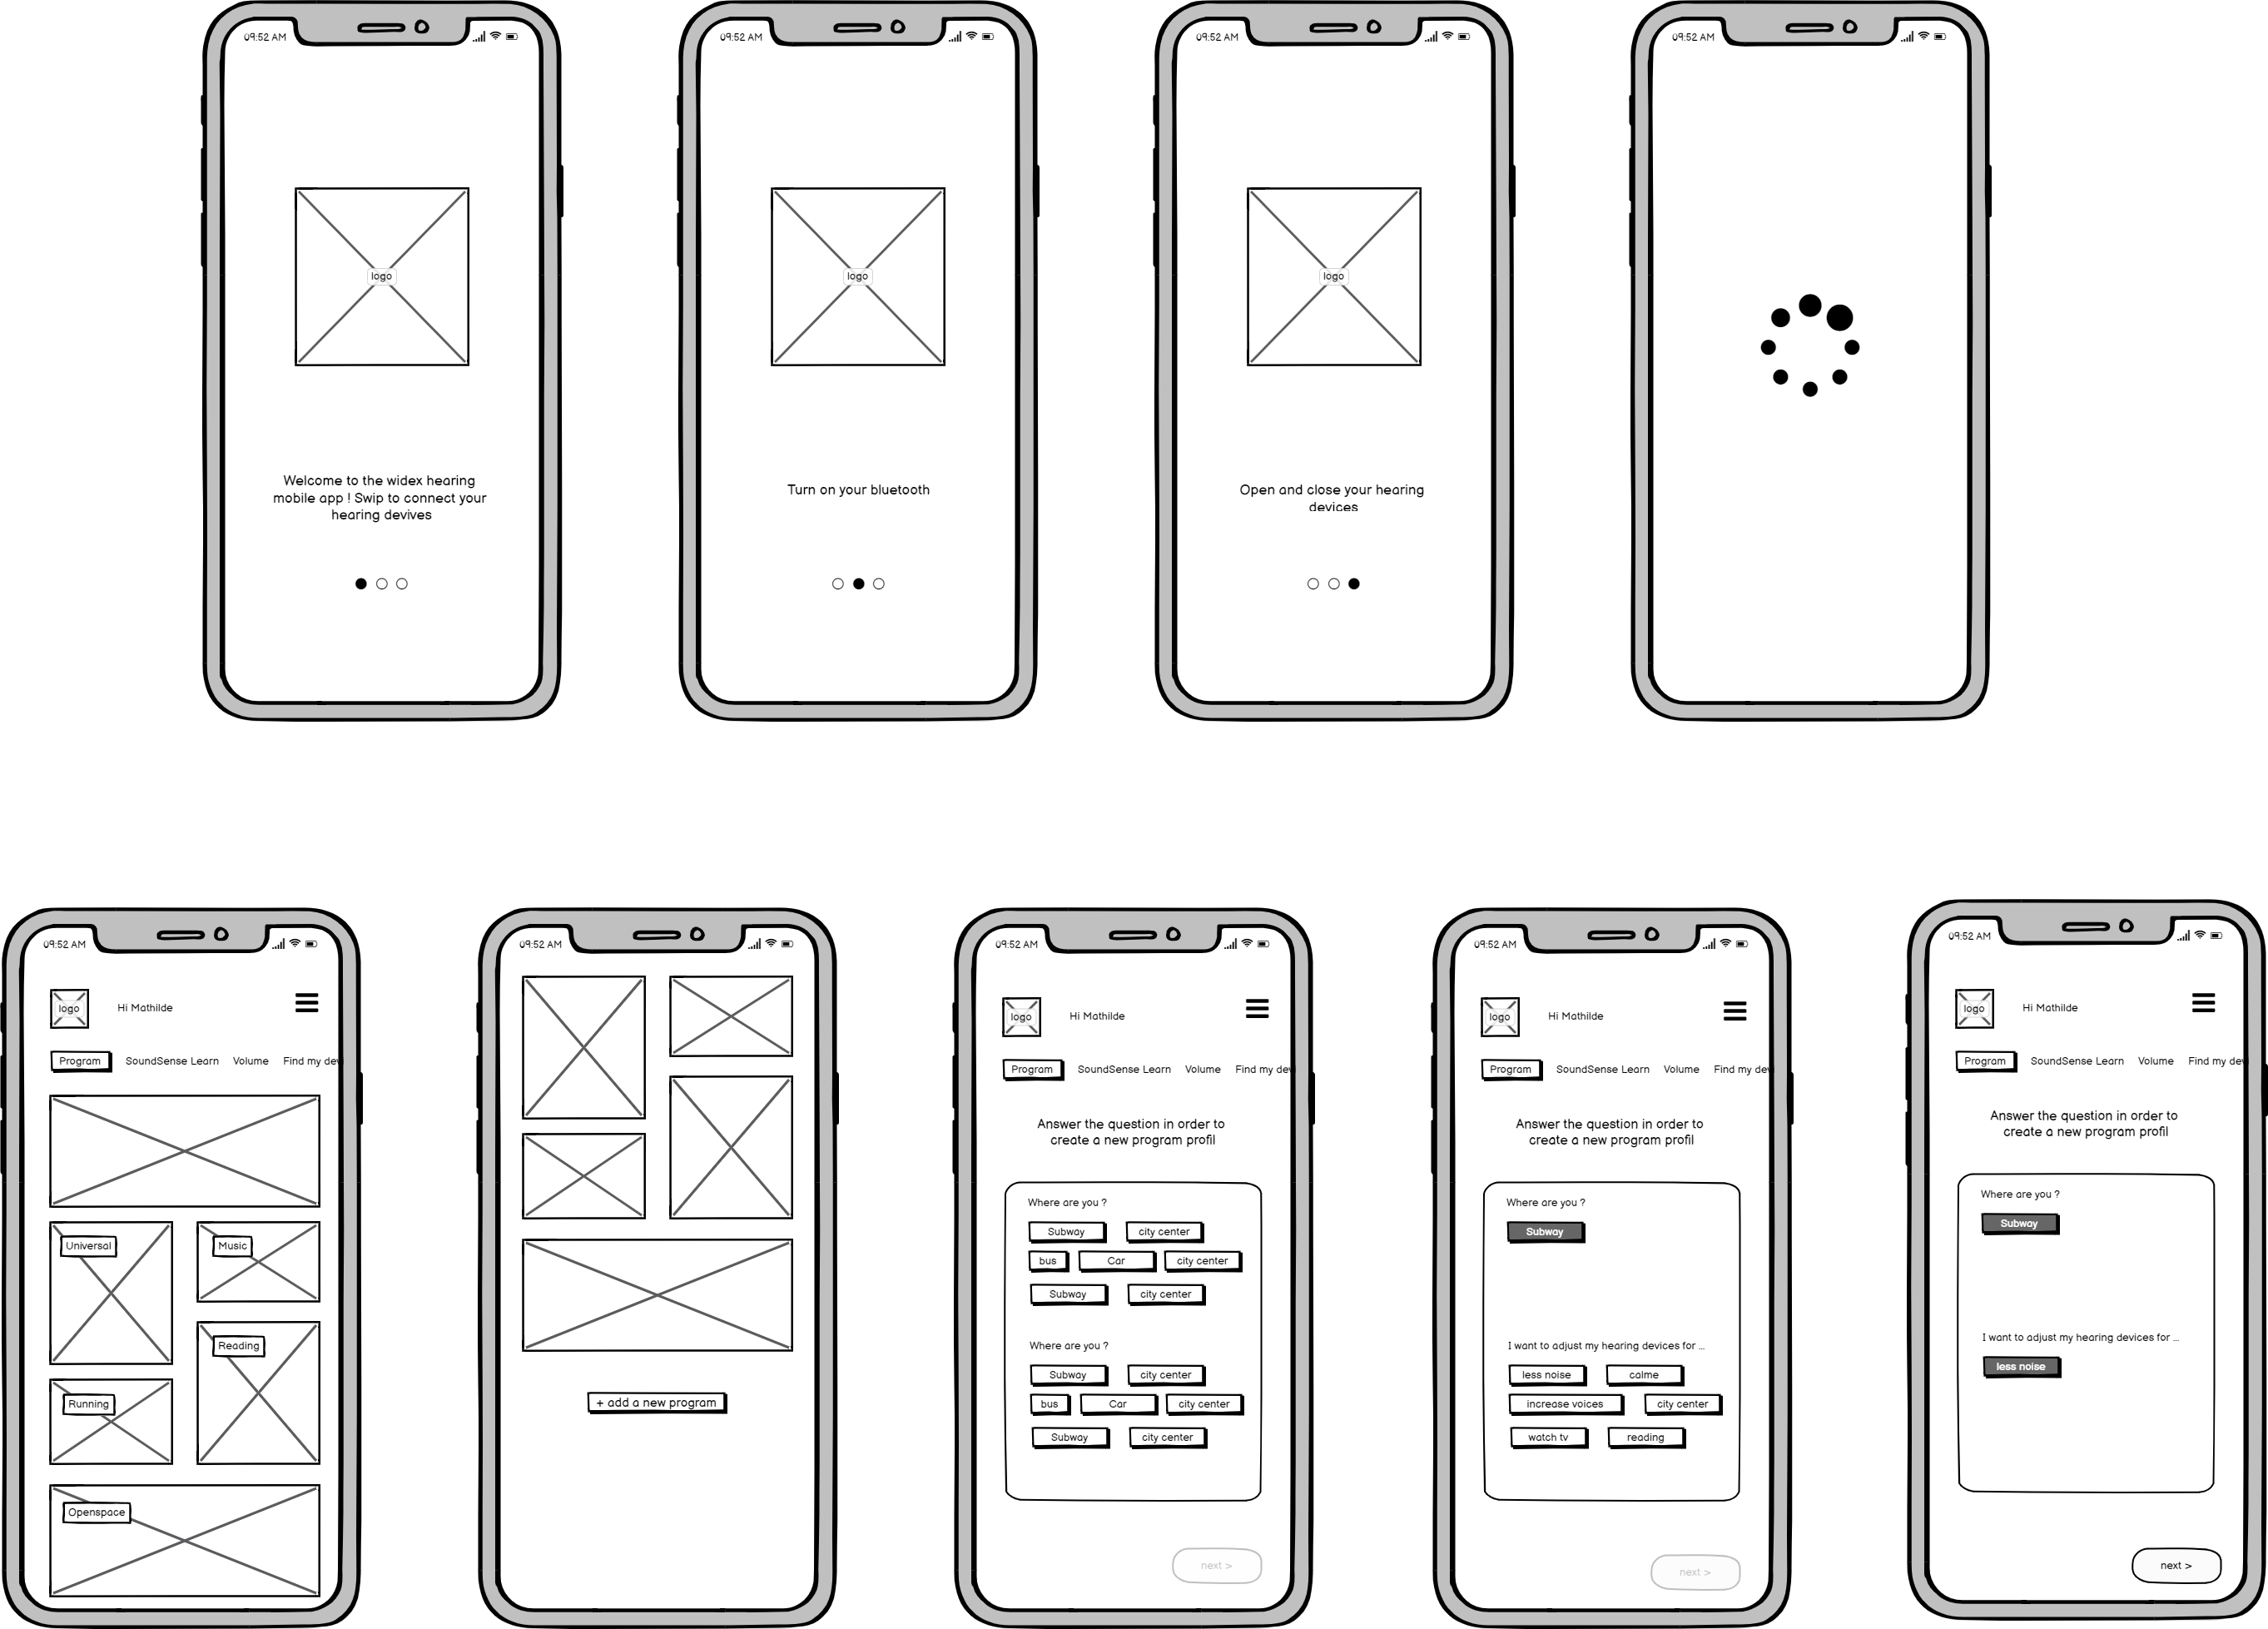 09:52 AM
logo
Welcome to the widex hearing
mobile app ! Swip to connect your
hearing devives
09:52 AM
logo
Turn on your bluetooth
09:52 AM
logo
Open and close your hearing
devices
09:52 AM
09:52 AM
logo
Hi Mathilde
Program SoundSense Learn Volume Find my devi
Universal
Music
Reading
Running
Openspace
09:52 AM
+ add a new program
09:52 AM
logo
Hi Mathilde
Program SoundSense Learn Volume Find my devi
Answer the question in order to
create a new program profil
Where are you ?
Subway city center
bus Car city center
Subway city center
Where are you ?
Subway city center
bus Car city center
Subway city center
next >
09:52 AM
logo
Hi Mathilde
Program SoundSense Learn Volume Find my dev
Answer the question in order to
create a new program profil
Where are you ?
Subway
I want to adjust my hearing devices for ...
less noise calme
increase voices city center
watch tv reading
next >
09:52 AM
logo
Hi Mathilde
Program SoundSense Learn Volume Find my dev
Answer the question in order to
create a new program profil
Where are you ?
Subway
I want to adjust my hearing devices for ...
less noise
next >